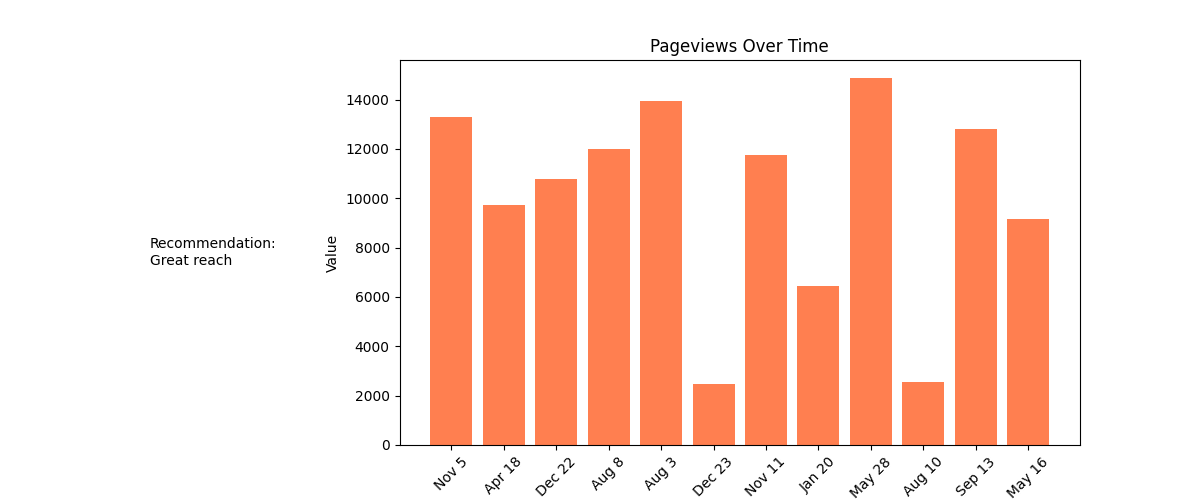 Pageviews Over Time
14000
12000
10000
8000
6000
4000
2000
0
Value
Recommendation:
Great reach
Nov 5
Apr 18
Dec 22
Aug 8
Aug 3
Dec 23
Nov 11
Jan 20
May 28
Aug 10
Sep 13
May 16